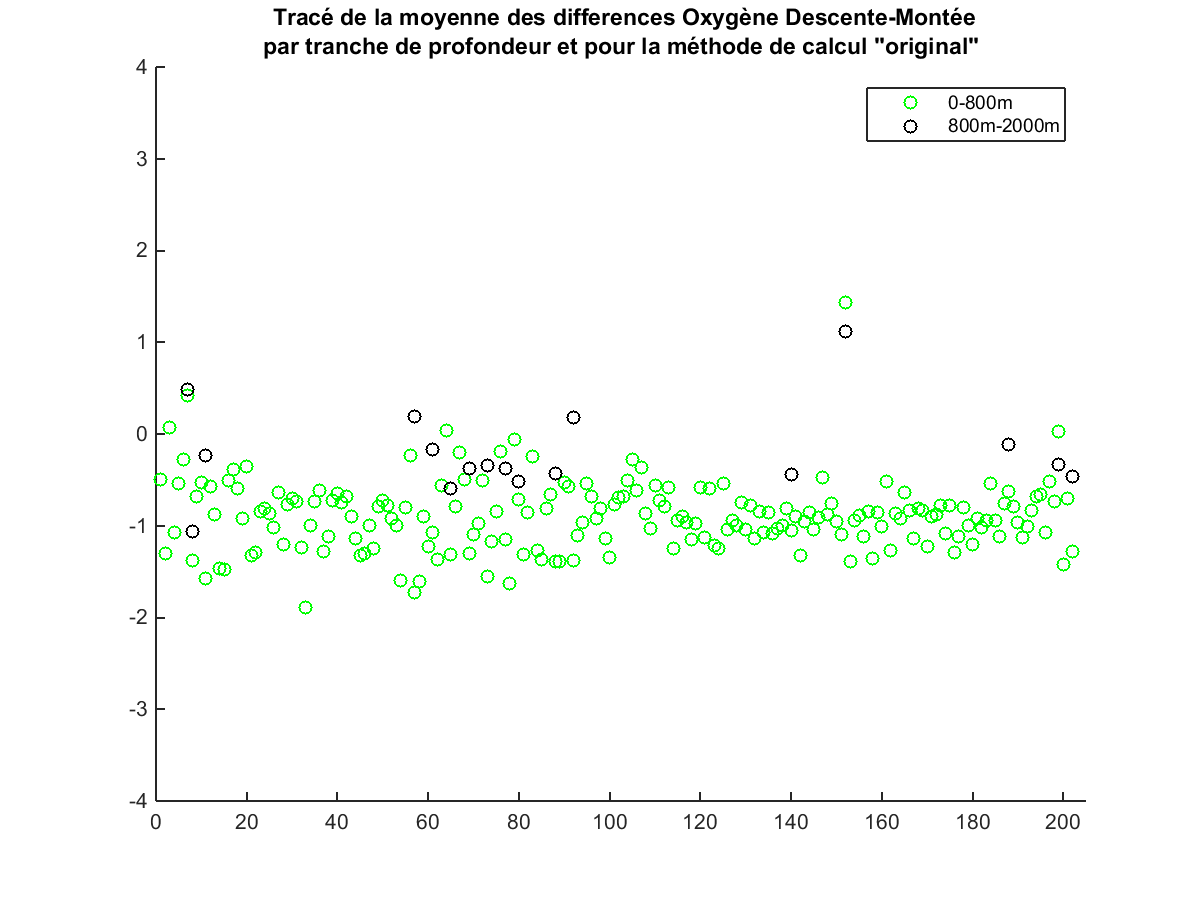 Tracé de la moyenne des differences Oxygène Descente-Montée
par tranche de profondeur et pour la méthode de calcul "original"
0-800m
800m-2000m
4
3
2
1
0
-1
-2
-3
-4
0 20 40 60 80 100 120 140 160 180 200